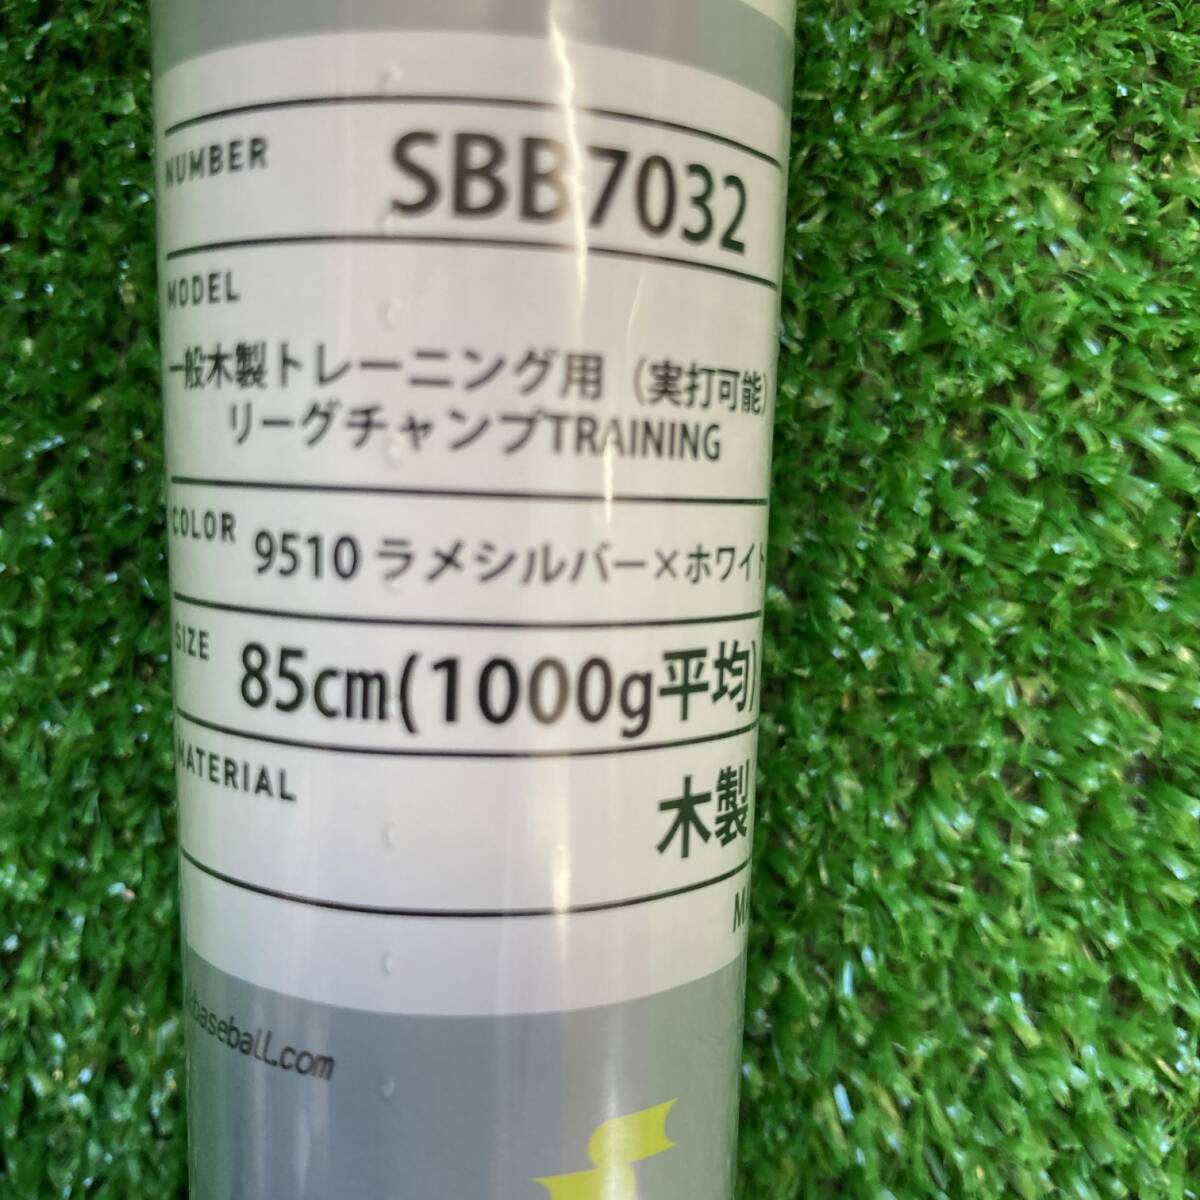 NUMBER
SBB7032
MODEL
一般木製トレーニング用（実打可能）
リーグチャンプTRAINING
COLOR
9510 ラメシルバー×ホワイト
SIZE
85cm(1000g平均)
MATERIAL
木製
baseball.com